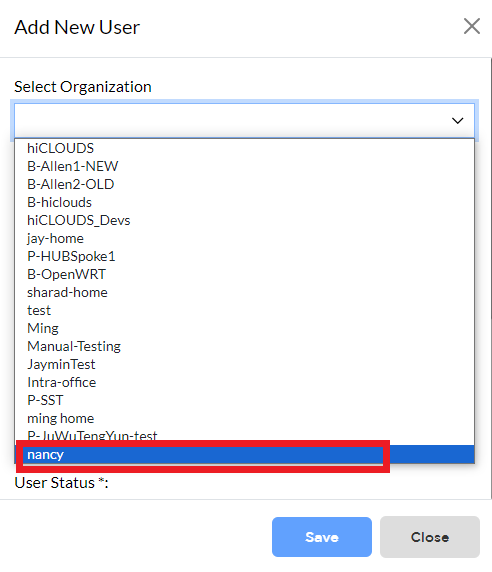 Add New User
Select Organization
hiCLOUDS
B-Allen1-NEW
B-Allen2-OLD
B-hiclouds
hiCLOUDS_Devs
jay-home
P-HUBSpoke1
B-OpenWRT
sharad-home
test
Ming
Manual-Testing
JayminTest
Intra-office
P-SST
ming home
P-JuWuTengYun-test
nancy
User Status *:
Save Close